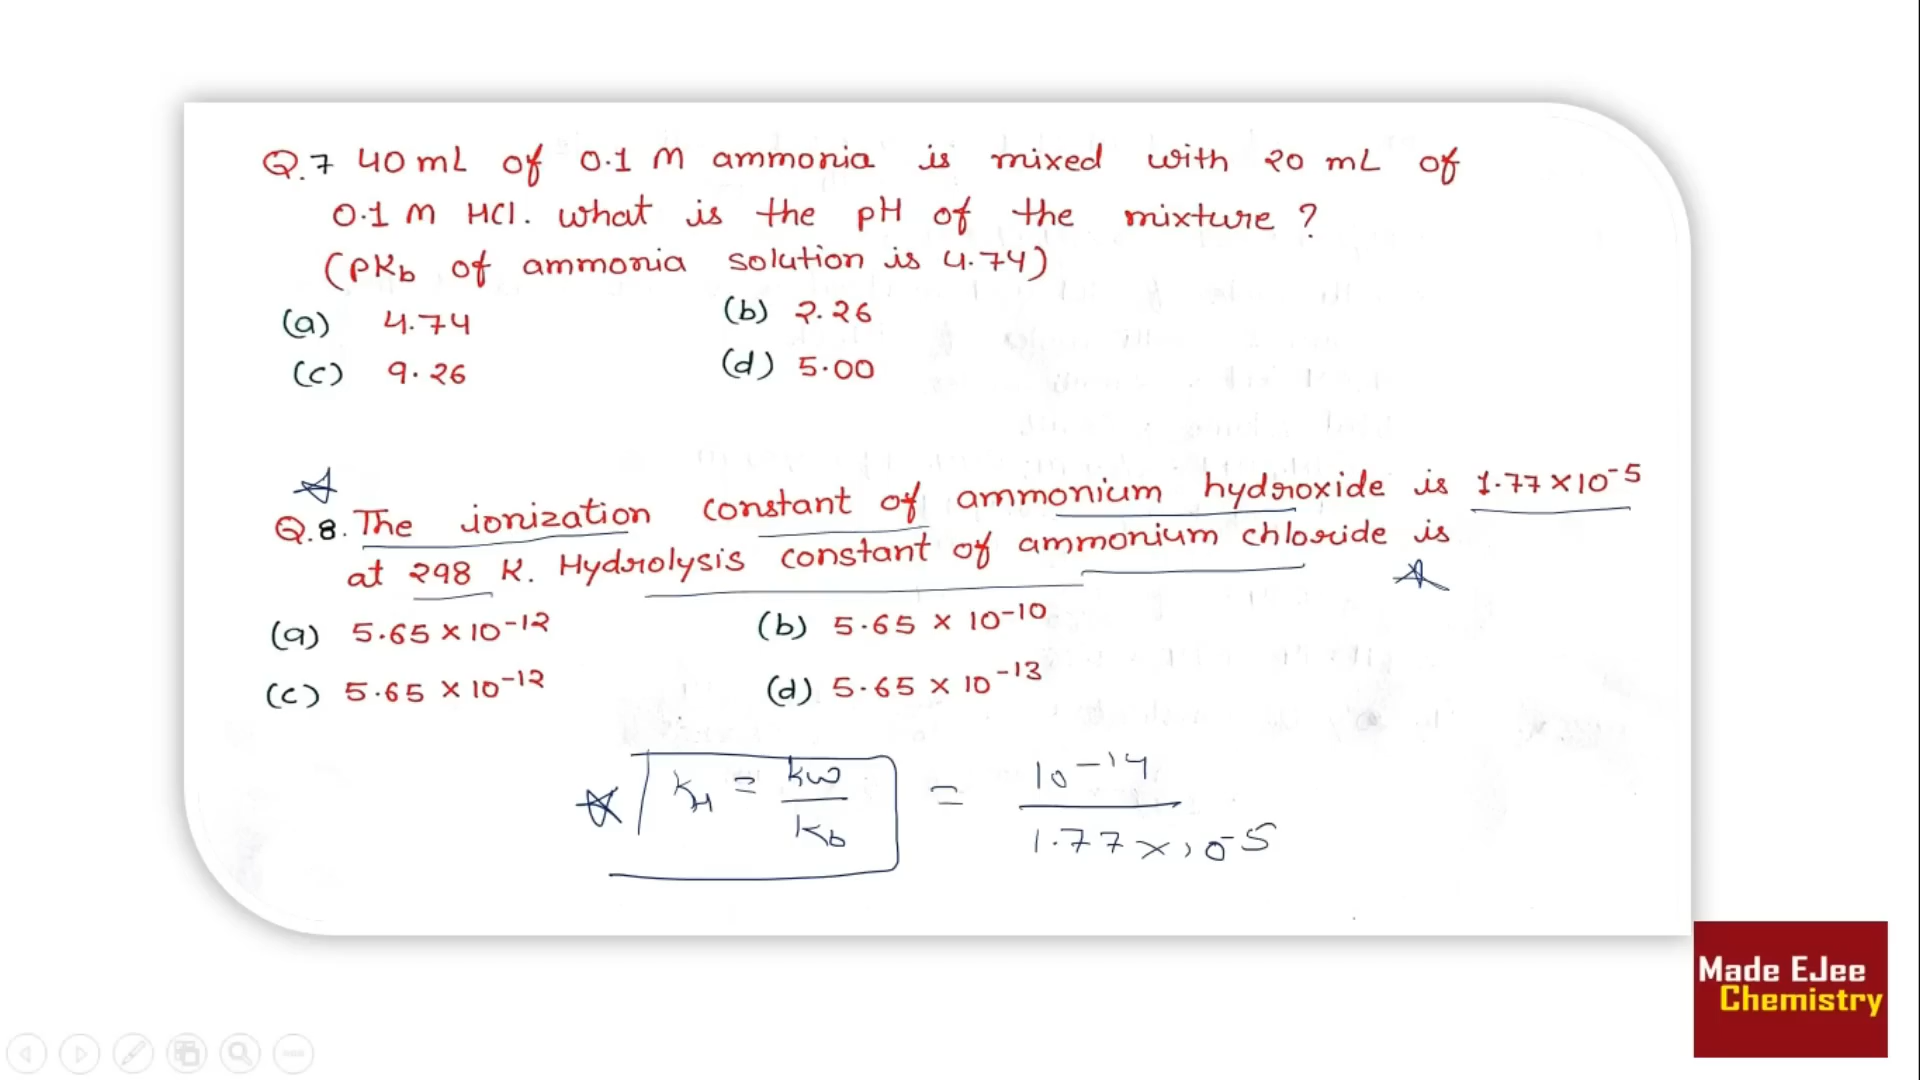 Q.7 40 mL of 0.1 M ammonia is mixed with 20 mL of
0.1 M HCl. what is the pH of the mixture ?
(PKb of ammonia solution is 4.74)
(a) 4.74 (b) 2.26
(c) 9.26 (d) 5.00
Q.8. The ionization constant of ammonium hydroxide is 1.77 × 10⁻⁵
at 298 K. Hydrolysis constant of ammonium chloride is
(a) 5.65 × 10⁻¹² (b) 5.65 × 10⁻¹⁰
(c) 5.65 × 10⁻¹² (d) 5.65 × 10⁻¹³
kH = kw / kb = 10⁻¹⁴ / 1.77 × 10⁻⁵
Made EJee
Chemistry